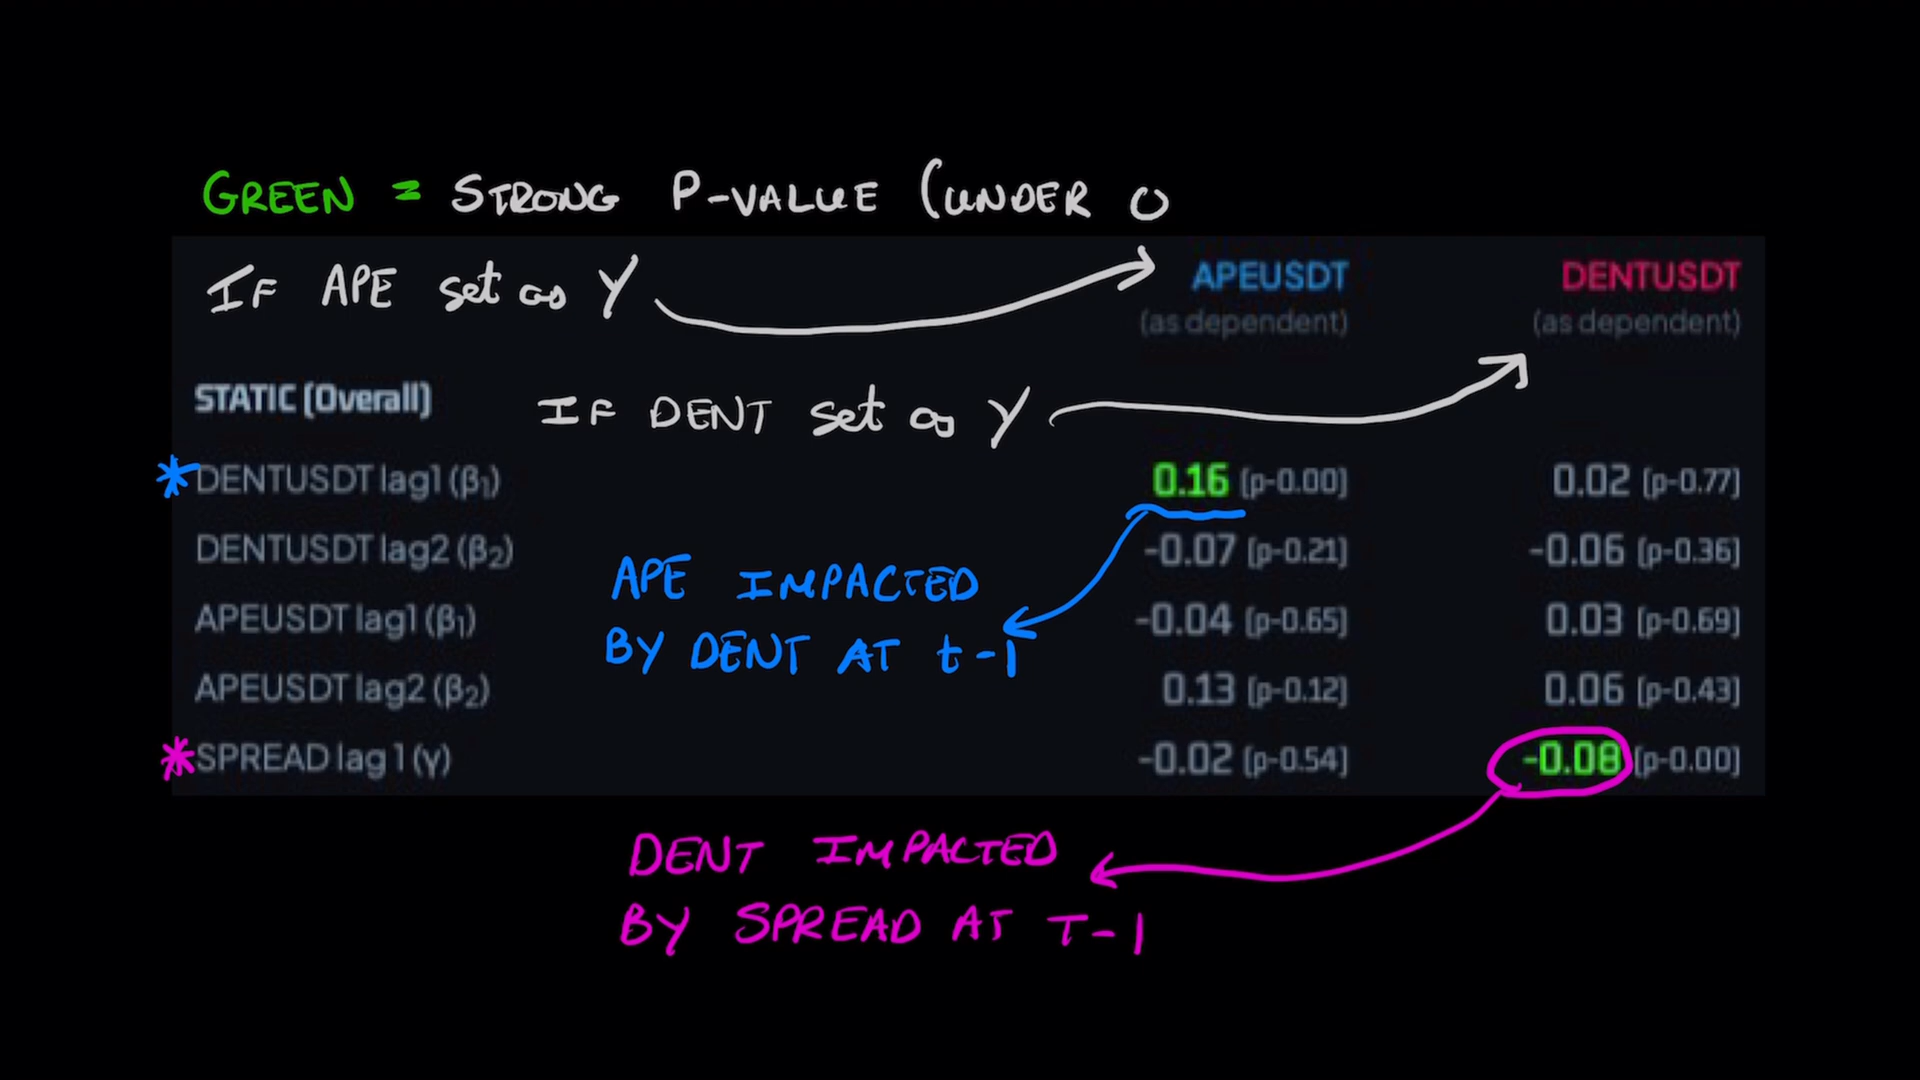 GREEN = STRONG P-VALUE (UNDER 0
IF APE set as Y
APEUSDT DENTUSDT
(as dependent) (as dependent)
STATIC (Overall)
IF DENT set as Y
*DENTUSDT lag1 (β₁) 0.16 (p-0.00) 0.02 (p-0.77)
DENTUSDT lag2 (β₂) -0.07 (p-0.21) -0.06 (p-0.36)
APE IMPACTED
APEUSDT lag1 (β₁) -0.04 (p-0.65) 0.03 (p-0.69)
BY DENT AT t-1
APEUSDT lag2 (β₂) 0.13 (p-0.12) 0.06 (p-0.43)
*SPREAD lag 1 (γ) -0.02 (p-0.54) -0.08 (p-0.00)
DENT IMPACTED
BY SPREAD AT T-1